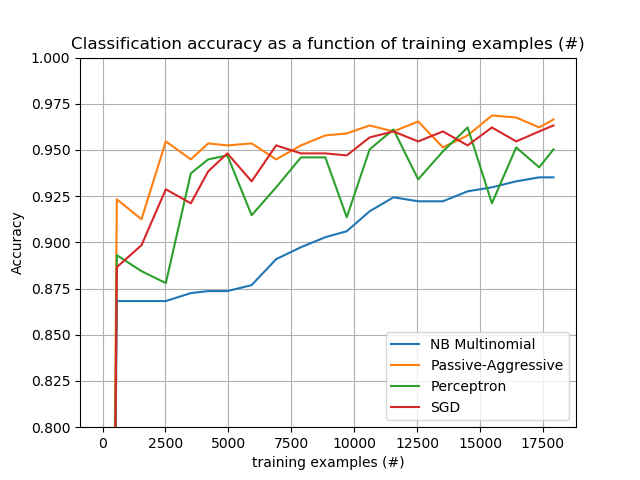 Classification accuracy as a function of training examples (#)
1.000
0.975
0.950
0.925
0.900
0.875
0.850
0.825
0.800
Accuracy
NB Multinomial
Passive-Aggressive
Perceptron
SGD
0 2500 5000 7500 10000 12500 15000 17500
training examples (#)